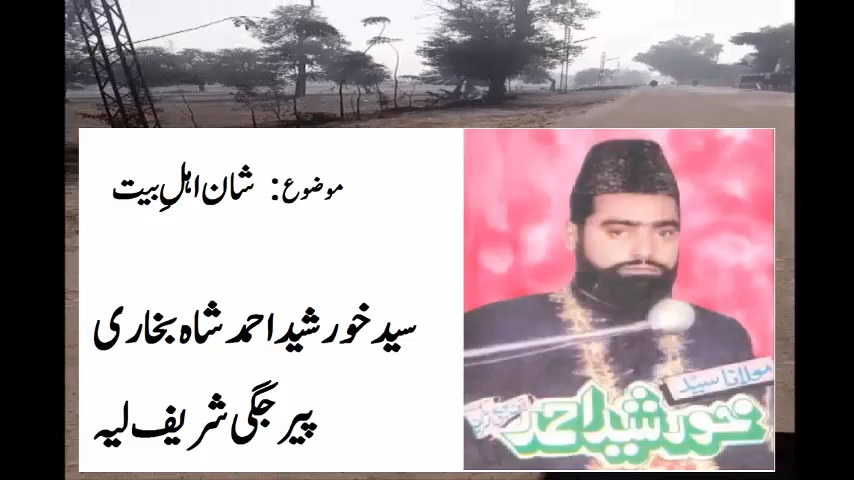 موضوع: شان اہلِ بیت
سید خورشید احمد شاہ بخاری
پیر جگی شریف لیہ
مولانا سید
خورشید احمد